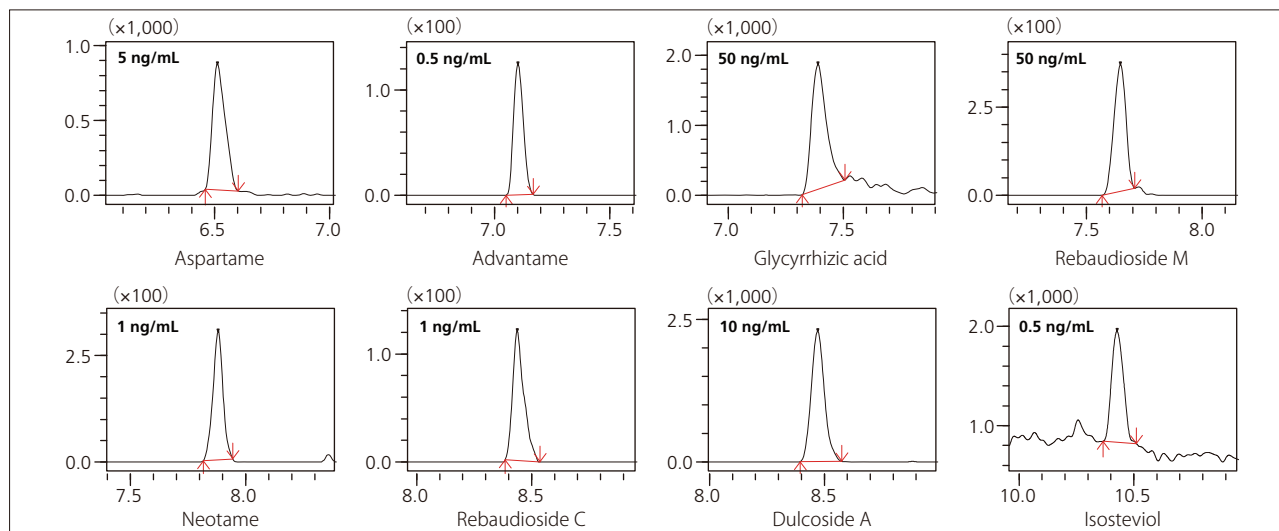 (×1,000)
5 ng/mL
1.0
0.5
0.0
6.5 7.0
Aspartame
(×100)
0.5 ng/mL
1.0
0.0
7.0 7.5
Advantame
(×1,000)
50 ng/mL
2.0
1.0
0.0
7.0 7.5
Glycyrrhizic acid
(×100)
50 ng/mL
2.5
0.0
7.5 8.0
Rebaudioside M
(×100)
1 ng/mL
2.5
0.0
7.5 8.0
Neotame
(×100)
1 ng/mL
1.0
0.0
8.0 8.5
Rebaudioside C
(×1,000)
10 ng/mL
2.5
0.0
8.0 8.5
Dulcoside A
(×1,000)
0.5 ng/mL
2.0
1.0
10.0 10.5
Isosteviol